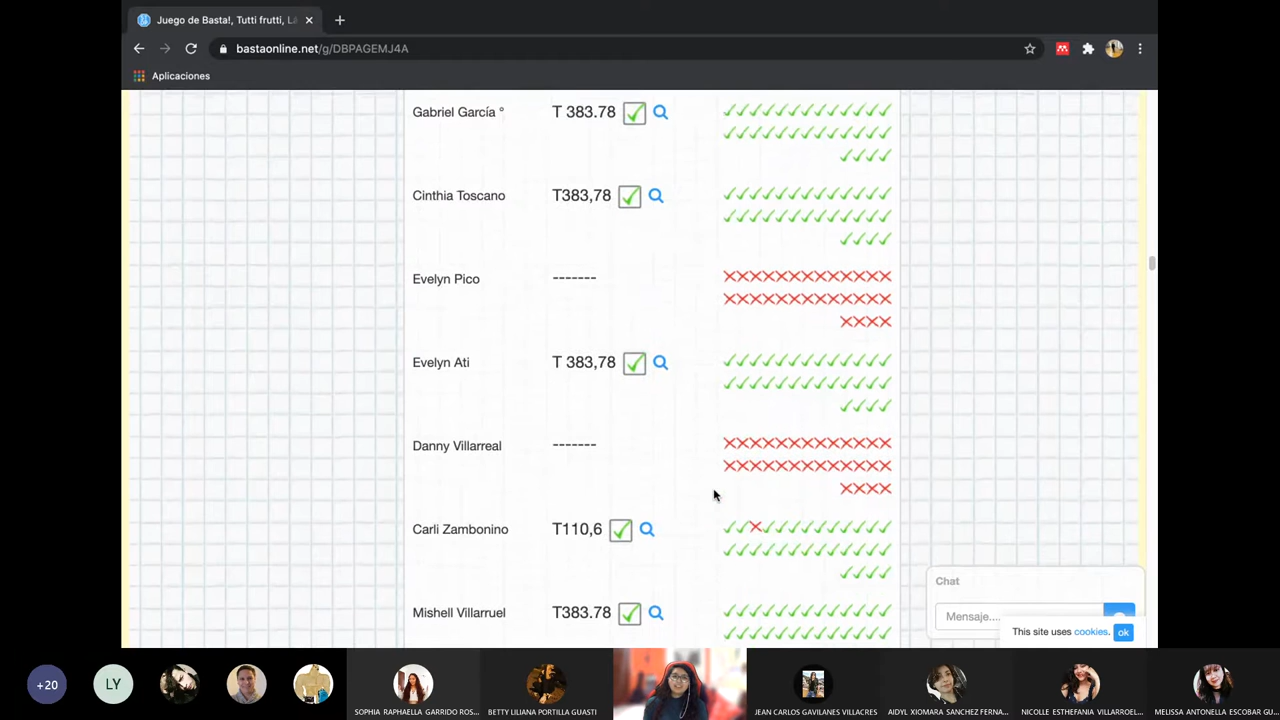 Juego de Basta!, Tutti frutti, Lá
bastaonline.net/g/DBPAGEMJ4A
Aplicaciones
Gabriel García ° T 383.78
Cinthia Toscano T383,78
Evelyn Pico -------
Evelyn Ati T 383,78
Danny Villarreal -------
Carli Zambonino T110,6
Mishell Villarruel T383.78
Chat
Mensaje....
This site uses cookies. ok
+20 LY SOPHIA RAPHAELLA GARRIDO ROS... BETTY LILIANA PORTILLA GUASTI JEAN CARLOS GAVILANES VILLACRES AIDYL XIOMARA SANCHEZ FERNA... NICOLLE ESTHEFANIA VILLARROEL... MELISSA ANTONELLA ESCOBAR GU...